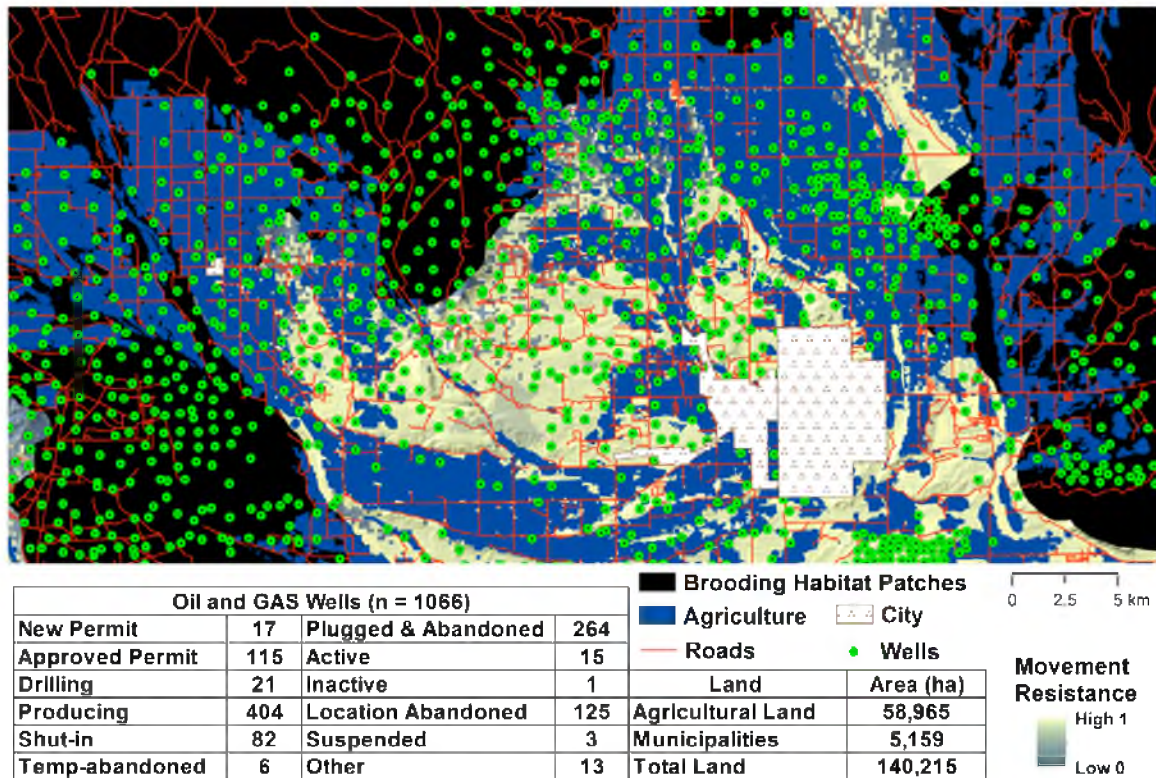 Oil and GAS Wells (n = 1066)
New Permit 17 Plugged & Abandoned 264
Approved Permit 115 Active 15
Drilling 21 Inactive 1
Producing 404 Location Abandoned 125
Shut-in 82 Suspended 3
Temp-abandoned 6 Other 13
Brooding Habitat Patches
Agriculture City
Roads Wells
0 2.5 5 km
Land Area (ha)
Agricultural Land 58,965
Municipalities 5,159
Total Land 140,215
Movement
Resistance
High 1
Low 0